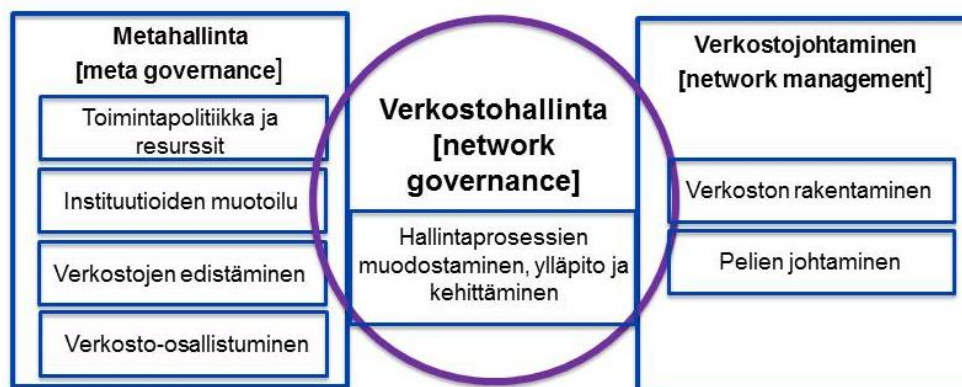 Metahallinta
[meta governance]
Toimintapolitiikka ja
resurssit
Instituutioiden muotoilu
Verkostojen edistäminen
Verkosto-osallistuminen
Verkostohallinta
[network
governance]
Hallintaprosessien
muodostaminen, ylläpito ja
kehittäminen
Verkostojohtaminen
[network management]
Verkoston rakentaminen
Pelien johtaminen